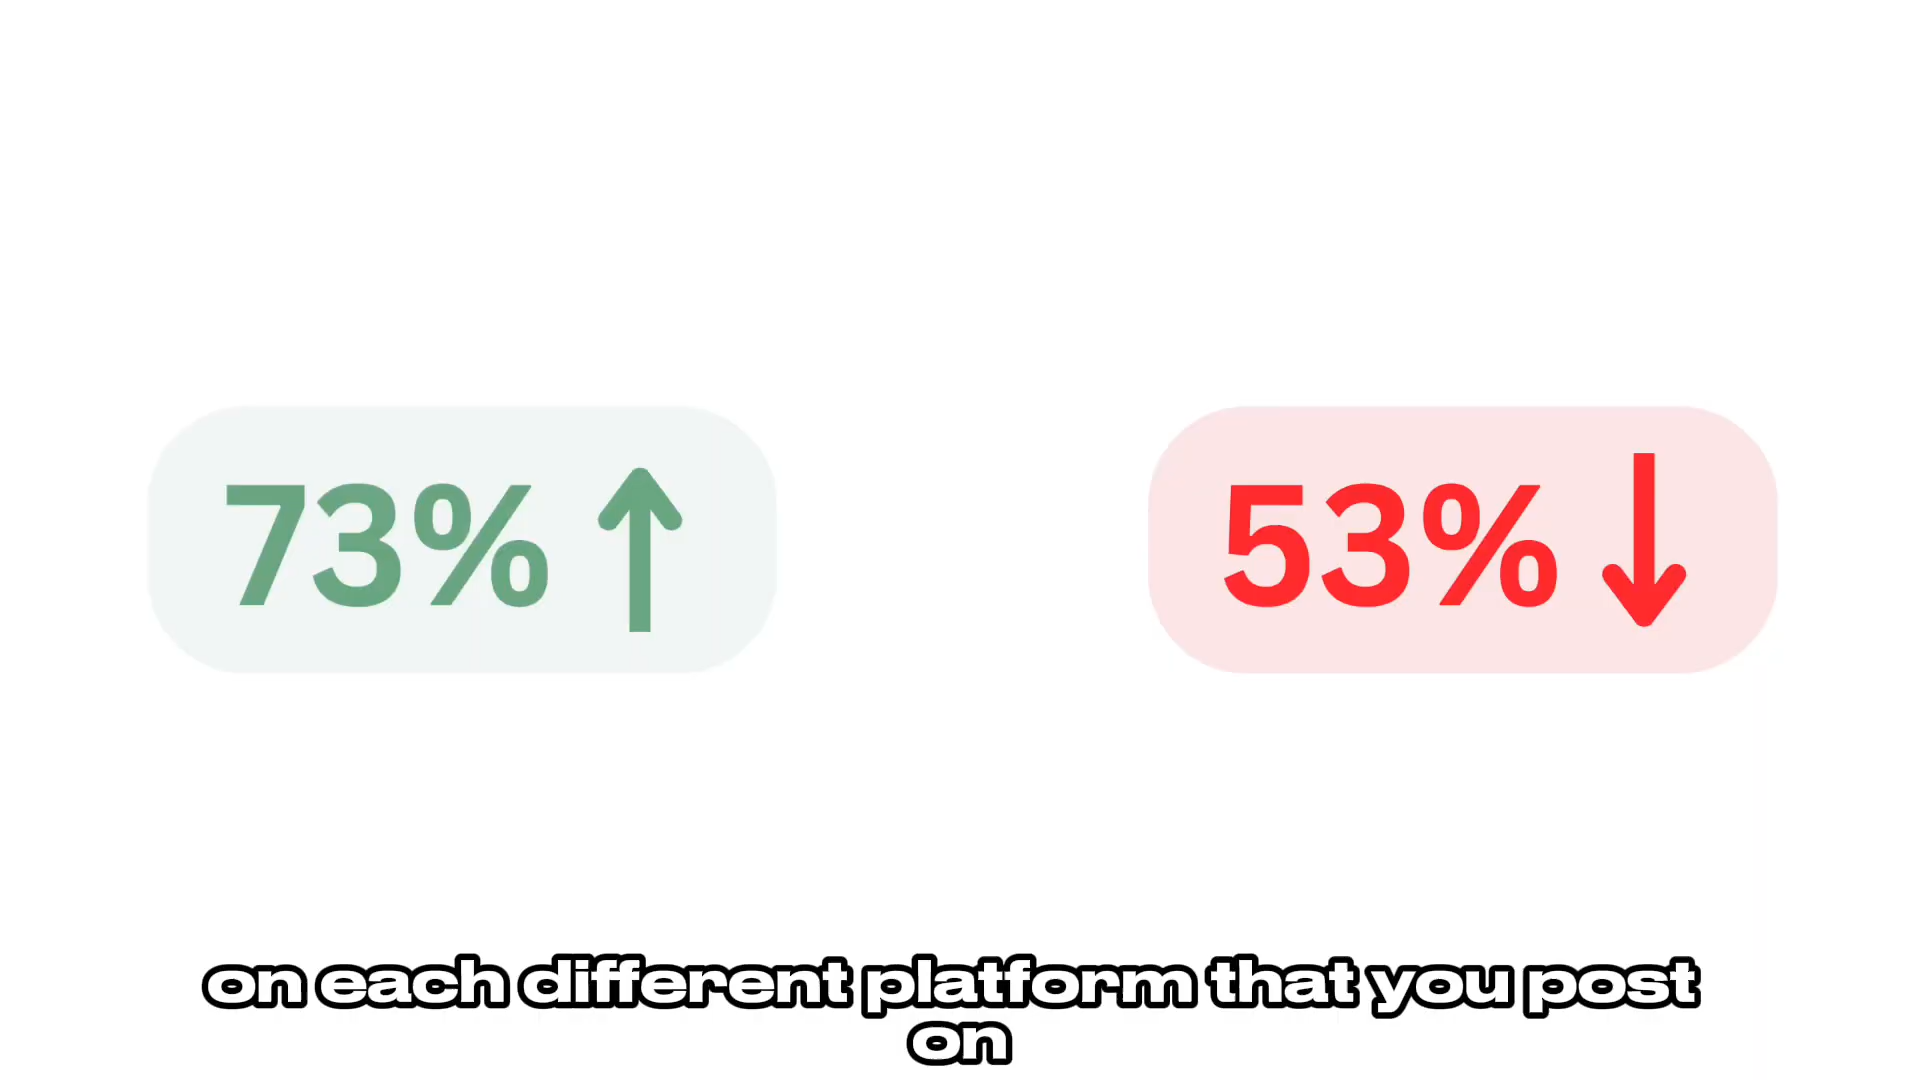 73% ↑
53% ↓
on each different platform that you post
on